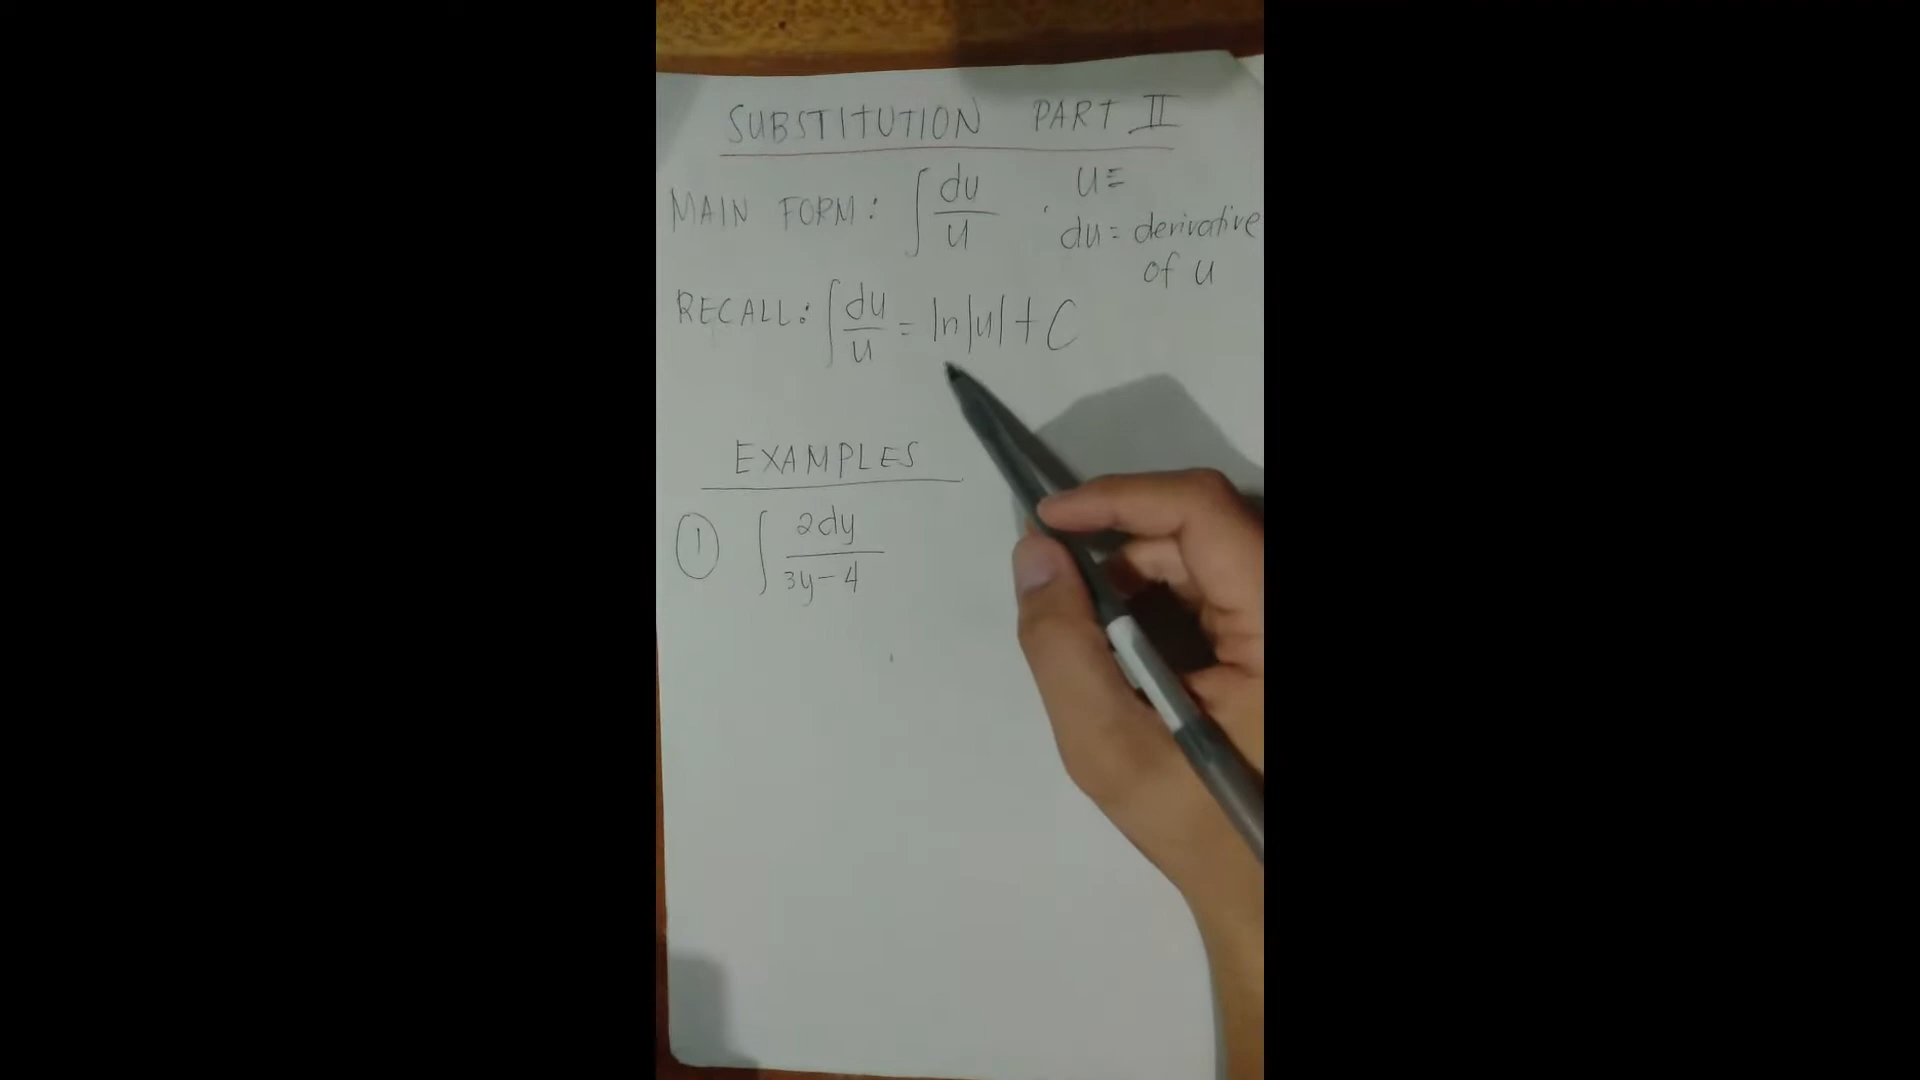 SUBSTITUTION PART II
MAIN FORM: ∫ du/u u=
du = derivative
of u
RECALL: ∫ du/u = ln|u| + C
EXAMPLES
① ∫ 2dy/3y-4